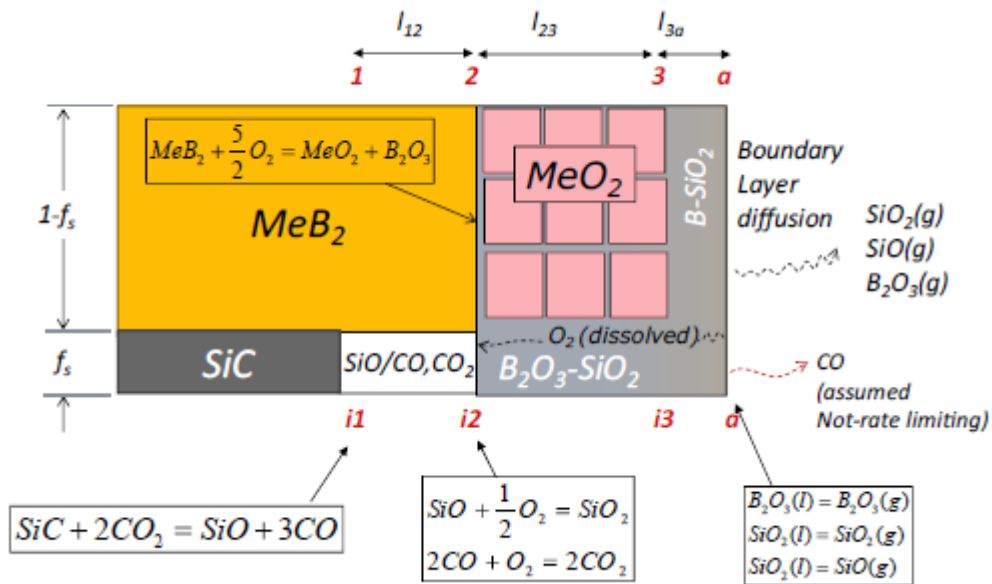 l₁₂ l₂₃ l₃ₐ
1 2 3 a
MeB₂ + 5/2 O₂ = MeO₂ + B₂O₃
MeO₂
B-SiO₂
Boundary
Layer
diffusion
SiO₂(g)
SiO(g)
B₂O₃(g)
1-fₛ
MeB₂
fₛ
SiC
SiO/CO,CO₂
O₂ (dissolved)
B₂O₃-SiO₂
CO
(assumed
Not-rate limiting)
i1 i2 i3 a
SiC + 2CO₂ = SiO + 3CO
SiO + 1/2 O₂ = SiO₂
2CO + O₂ = 2CO₂
B₂O₃(l) = B₂O₃(g)
SiO₂(l) = SiO₂(g)
SiO₂(l) = SiO(g)